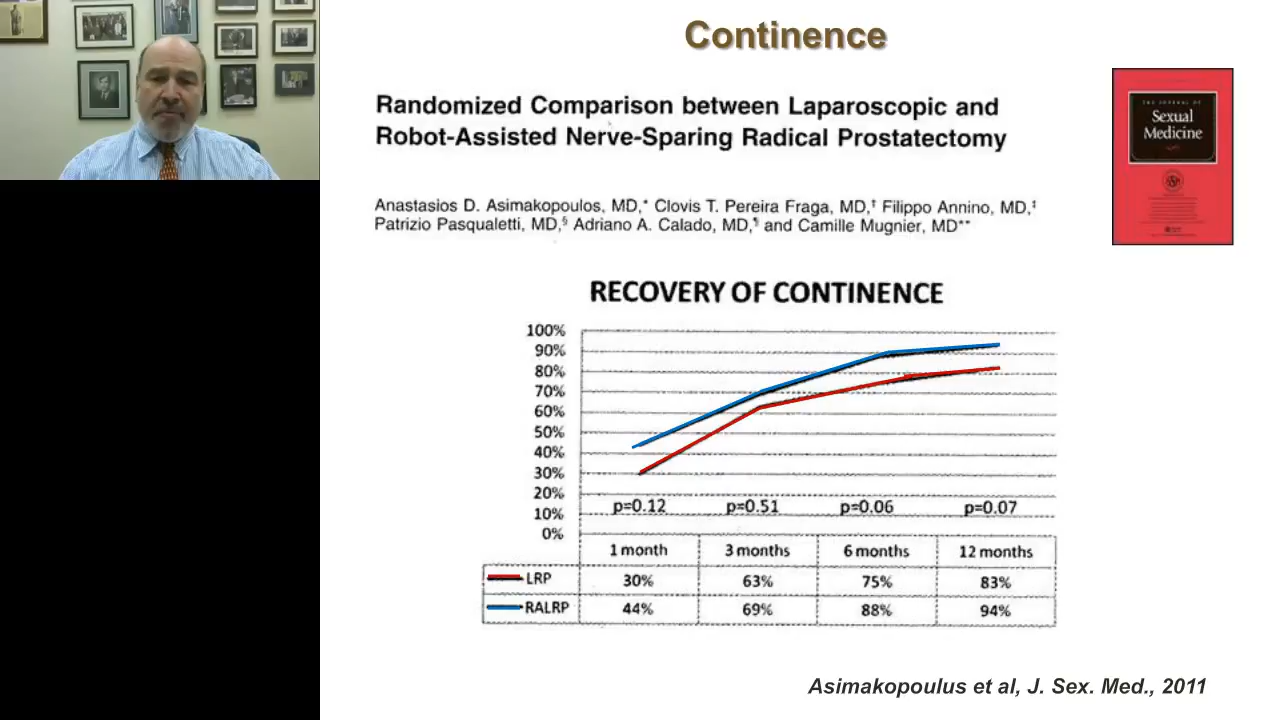 Continence
Randomized Comparison between Laparoscopic and
Robot-Assisted Nerve-Sparing Radical Prostatectomy
THE JOURNAL OF
Sexual
Medicine
Anastasios D. Asimakopoulos, MD,* Clovis T. Pereira Fraga, MD,† Filippo Annino, MD,‡
Patrizio Pasqualetti, MD,§ Adriano A. Calado, MD,¶ and Camille Mugnier, MD**
RECOVERY OF CONTINENCE
100%
90%
80%
70%
60%
50%
40%
30%
20%
10%
0%
p=0.12 p=0.51 p=0.06 p=0.07
1 month 3 months 6 months 12 months
LRP 30% 63% 75% 83%
RALRP 44% 69% 88% 94%
Asimakopoulus et al, J. Sex. Med., 2011